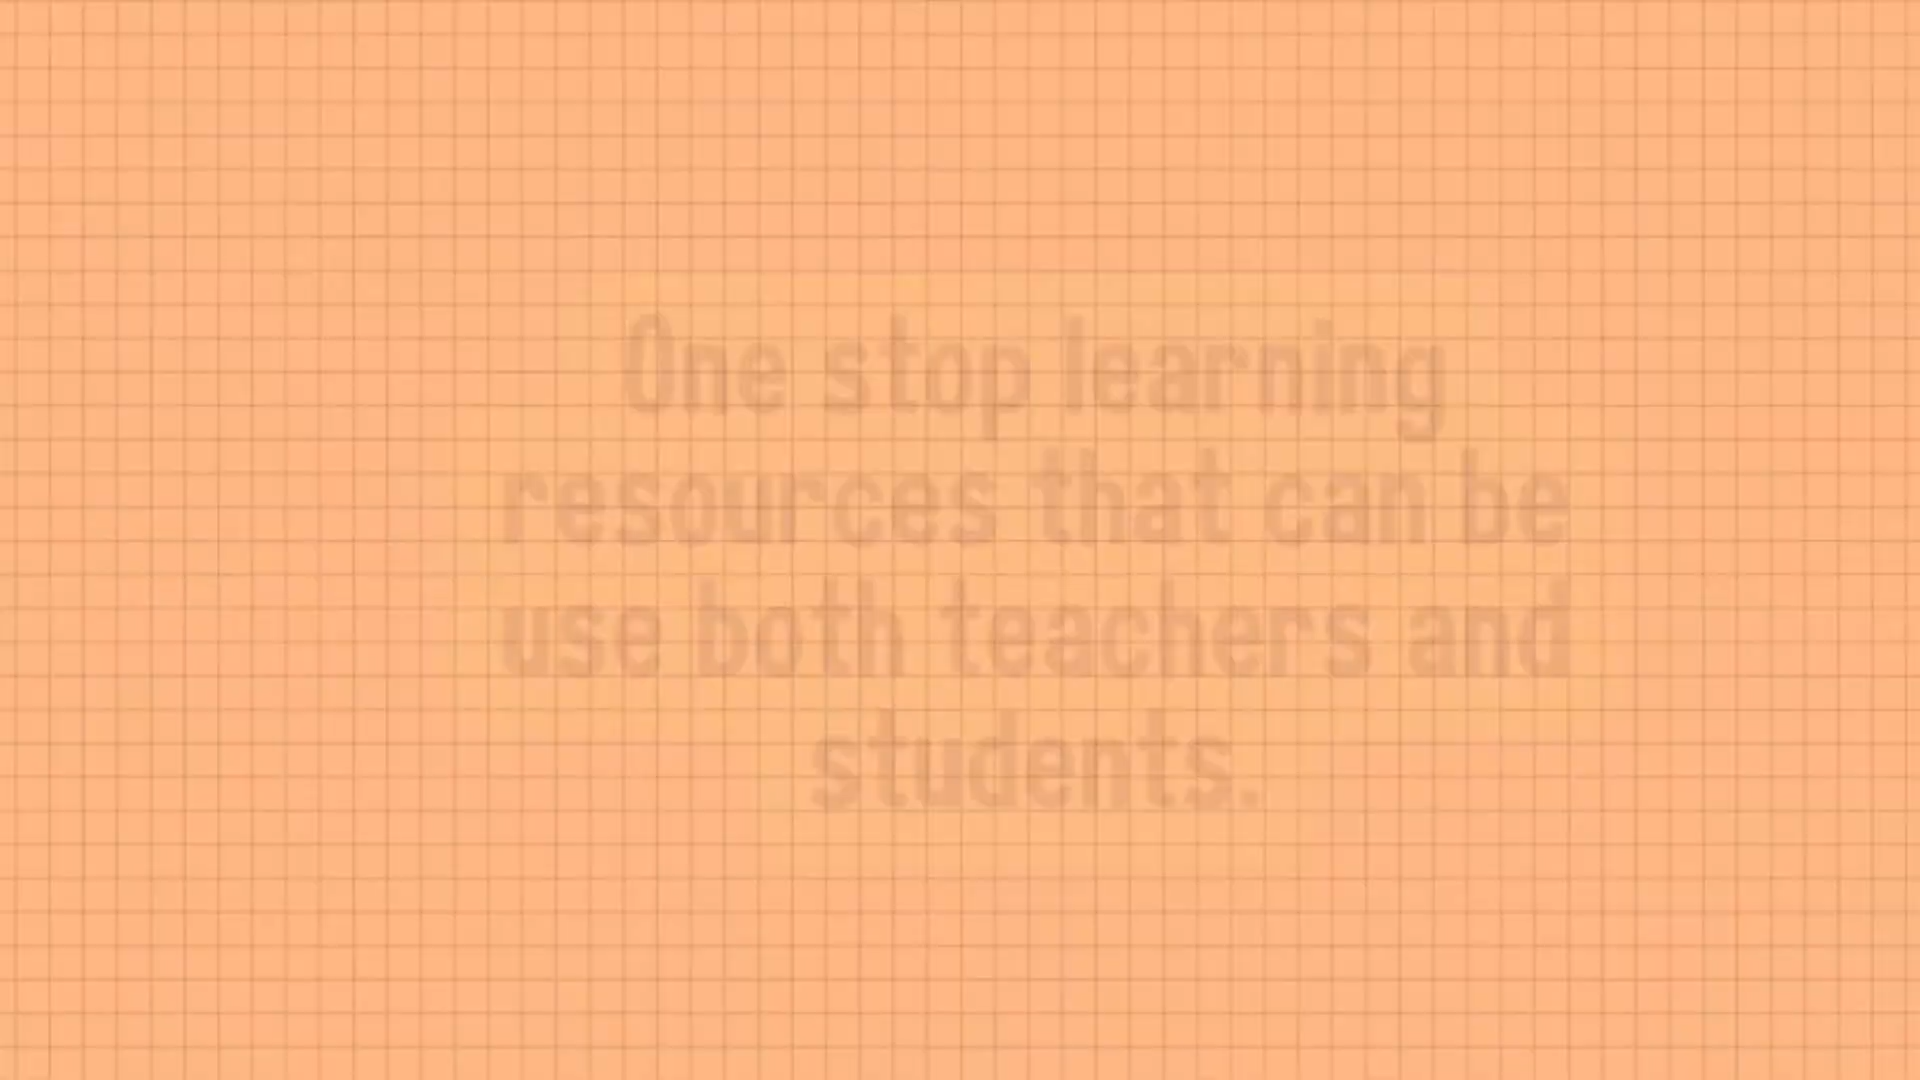 One stop learning
resources that can be
use both teachers and
students.